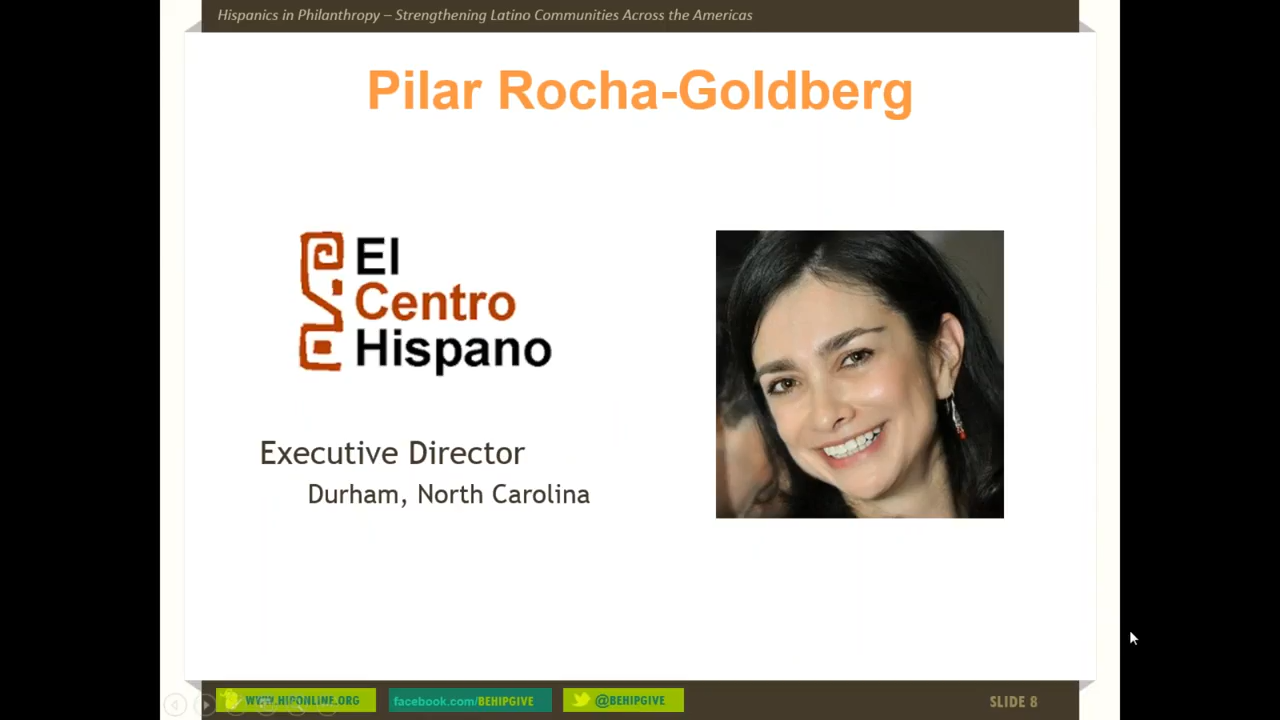 Hispanics in Philanthropy – Strengthening Latino Communities Across the Americas
Pilar Rocha-Goldberg
El
Centro
Hispano
Executive Director
Durham, North Carolina
WWW.HIPONLINE.ORG
facebook.com/BEHIPGIVE
@BEHIPGIVE
SLIDE 8